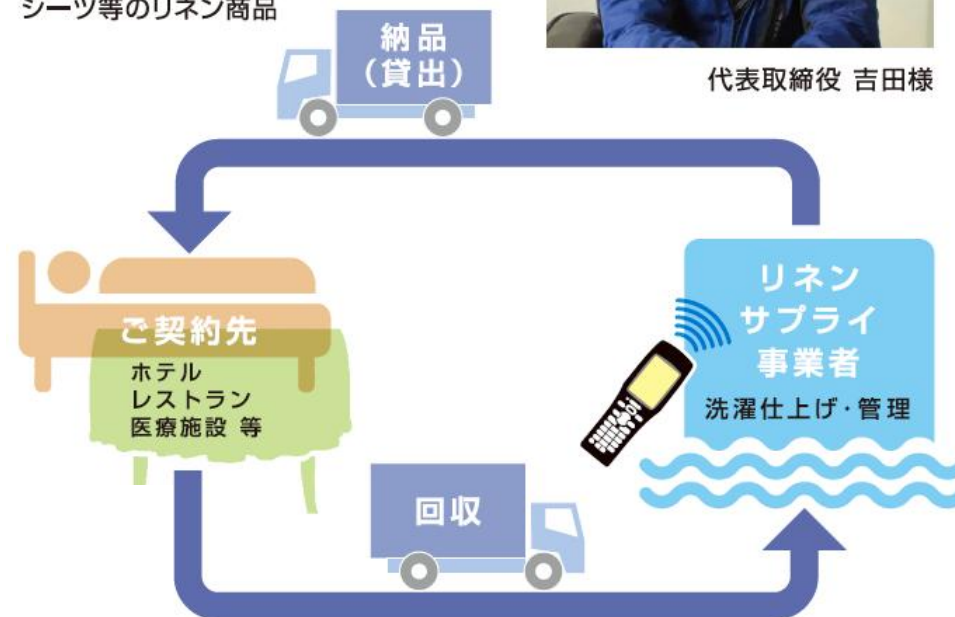 シーツ等のリネン商品
代表取締役 吉田様
納品
（貸出）
ご契約先
ホテル
レストラン
医療施設 等
リネン
サプライ
事業者
洗濯仕上げ・管理
回収